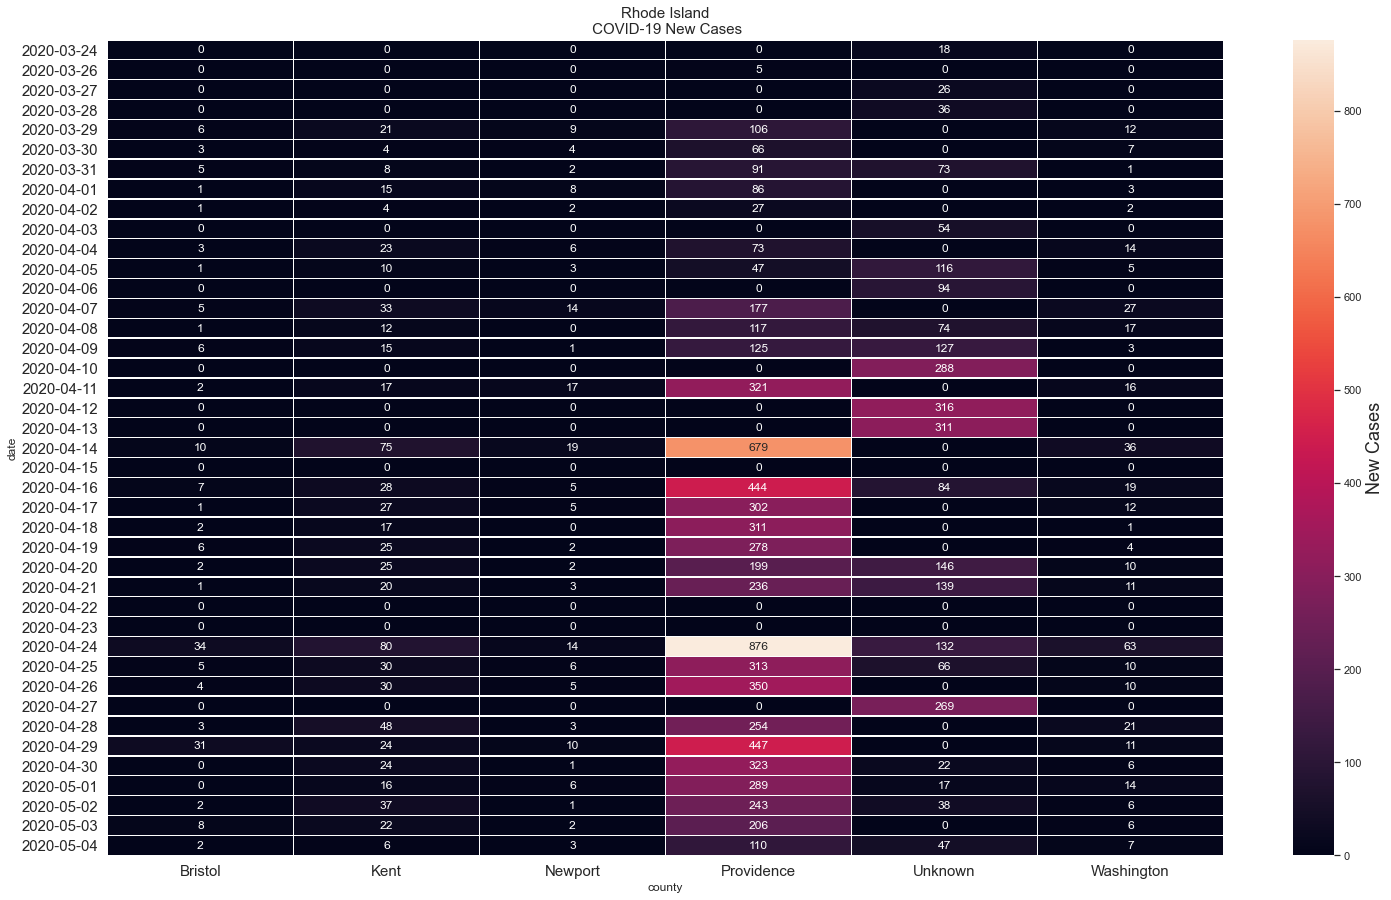 Rhode Island
COVID-19 New Cases
2020-03-24 0 0 0 0 18 0
2020-03-26 0 0 0 5 0 0
2020-03-27 0 0 0 0 26 0
2020-03-28 0 0 0 0 36 0
2020-03-29 6 21 9 106 0 12
2020-03-30 3 4 4 66 0 7
2020-03-31 5 8 2 91 73 1
2020-04-01 1 15 8 86 0 3
2020-04-02 1 4 2 27 0 2
2020-04-03 0 0 0 0 54 0
2020-04-04 3 23 6 73 0 14
2020-04-05 1 10 3 47 116 5
2020-04-06 0 0 0 0 94 0
2020-04-07 5 33 14 177 0 27
2020-04-08 1 12 0 117 74 17
2020-04-09 6 15 1 125 127 3
2020-04-10 0 0 0 0 288 0
2020-04-11 2 17 17 321 0 16
2020-04-12 0 0 0 0 316 0
2020-04-13 0 0 0 0 311 0
2020-04-14 10 75 19 679 0 36
2020-04-15 0 0 0 0 0 0
2020-04-16 7 28 5 444 84 19
2020-04-17 1 27 5 302 0 12
2020-04-18 2 17 0 311 0 1
2020-04-19 6 25 2 278 0 4
2020-04-20 2 25 2 199 146 10
2020-04-21 1 20 3 236 139 11
2020-04-22 0 0 0 0 0 0
2020-04-23 0 0 0 0 0 0
2020-04-24 34 80 14 876 132 63
2020-04-25 5 30 6 313 66 10
2020-04-26 4 30 5 350 0 10
2020-04-27 0 0 0 0 269 0
2020-04-28 3 48 3 254 0 21
2020-04-29 31 24 10 447 0 11
2020-04-30 0 24 1 323 22 6
2020-05-01 0 16 6 289 17 14
2020-05-02 2 37 1 243 38 6
2020-05-03 8 22 2 206 0 6
2020-05-04 2 6 3 110 47 7
Bristol Kent Newport Providence Unknown Washington
county
date
800
700
600
500
400
300
200
100
0
New Cases